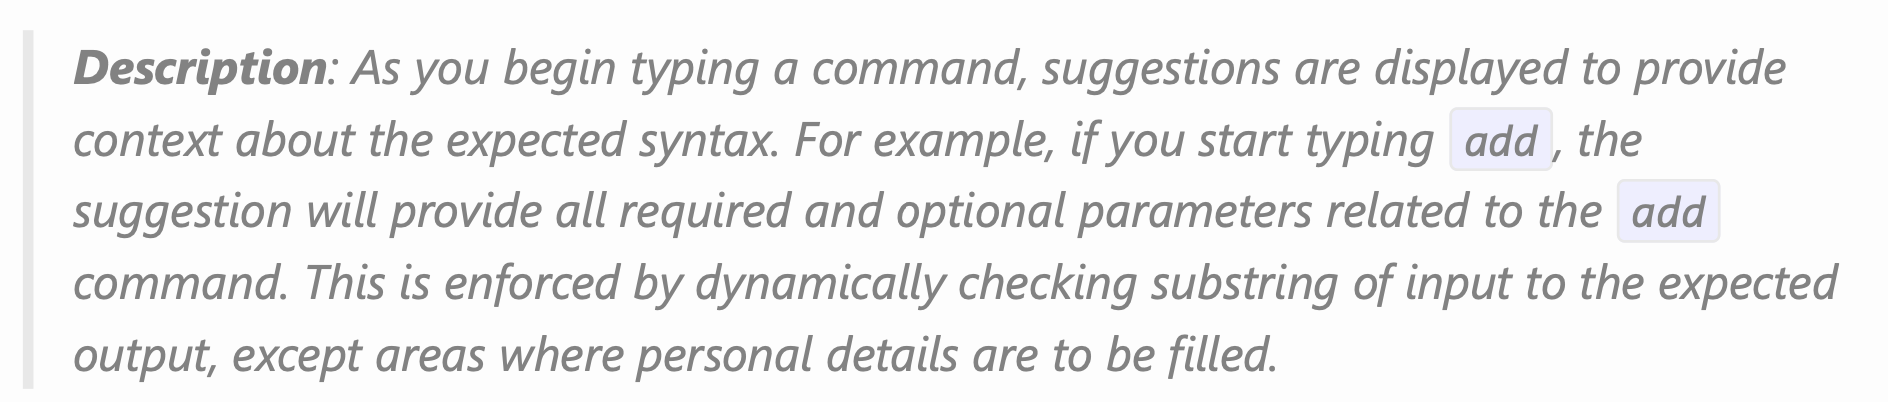 Description: As you begin typing a command, suggestions are displayed to provide
context about the expected syntax. For example, if you start typing add, the
suggestion will provide all required and optional parameters related to the add
command. This is enforced by dynamically checking substring of input to the expected
output, except areas where personal details are to be filled.